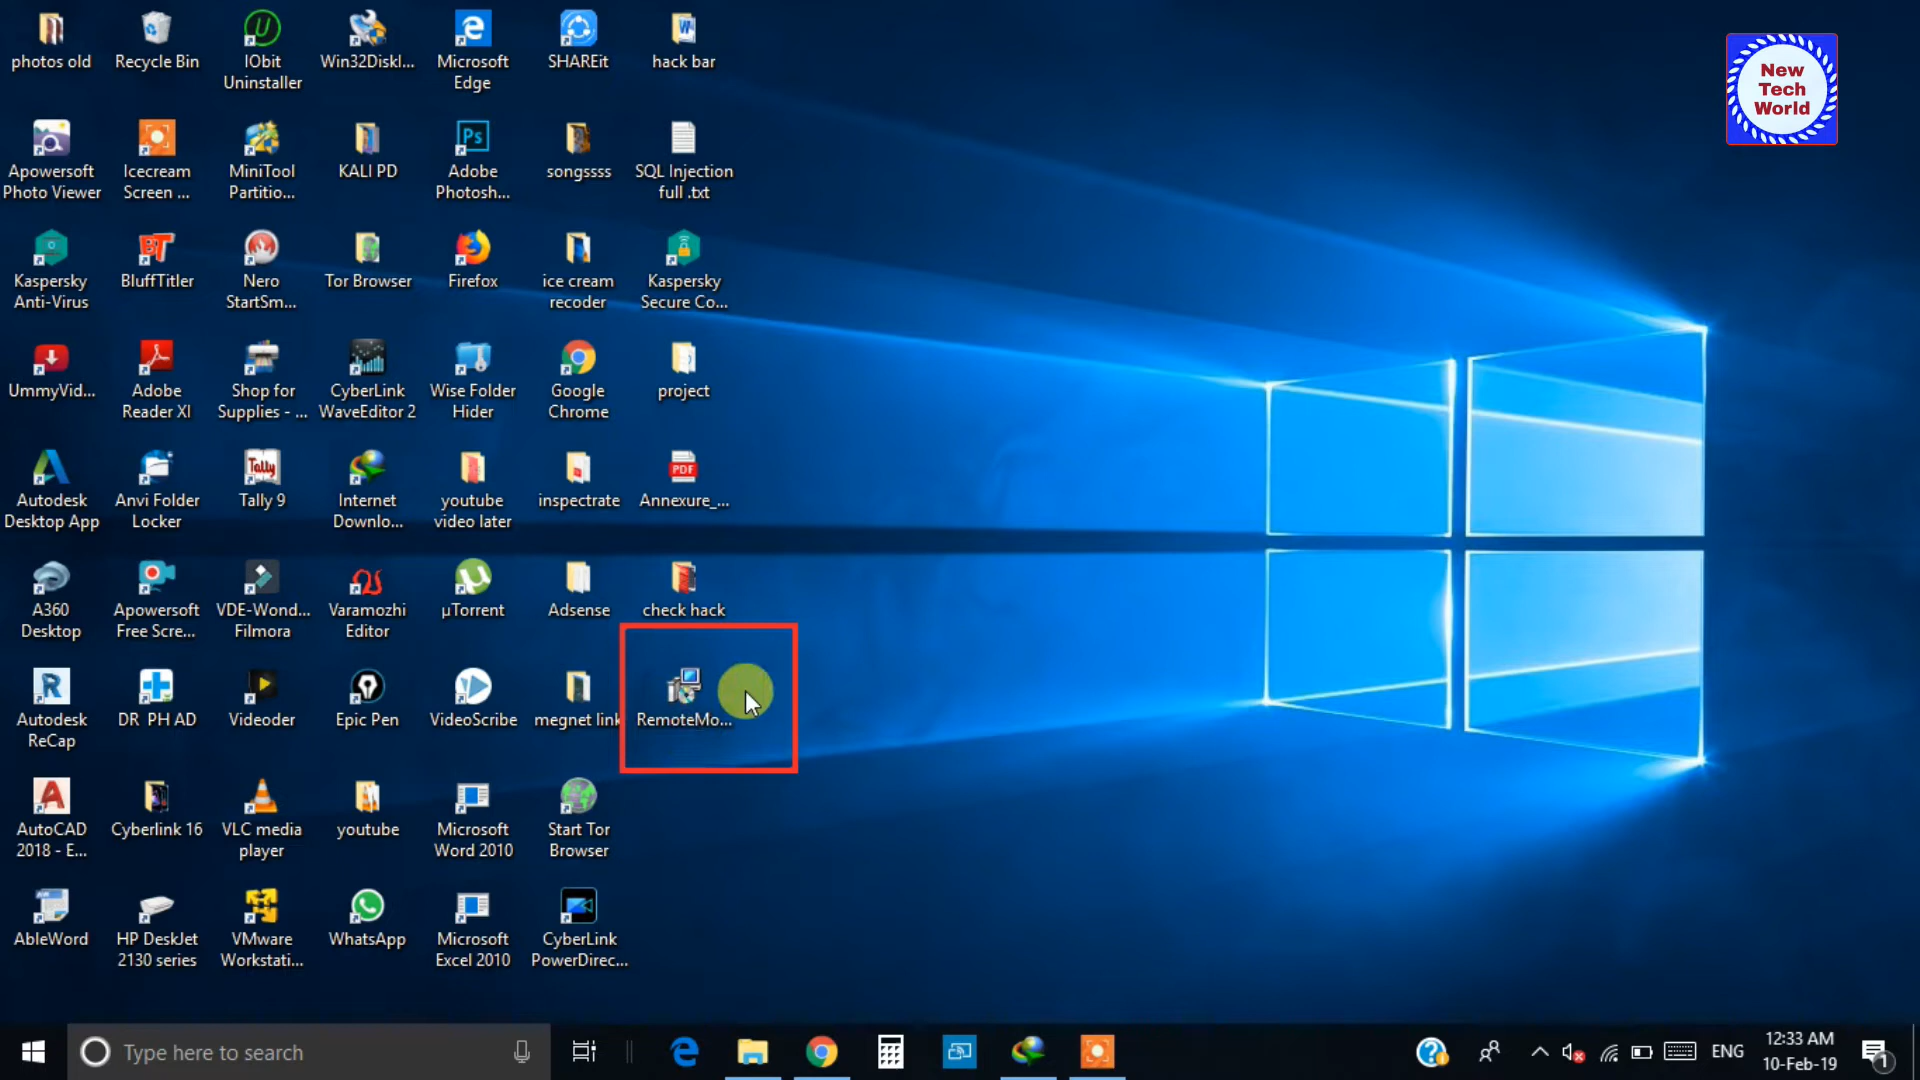 photos old
Recycle Bin
IObit
Uninstaller
Win32DiskI...
Microsoft
Edge
SHAREit
hack bar
New
Tech
World
Apowersoft
Photo Viewer
Icecream
Screen ...
MiniTool
Partitio...
KALI PD
Ps
Adobe
Photosh...
songssss
SQL Injection
full .txt
Kaspersky
Anti-Virus
BT
BluffTitler
Nero
StartSm...
Tor Browser
Firefox
ice cream
recoder
Kaspersky
Secure Co...
UmmyVid...
Adobe
Reader XI
Shop for
Supplies - ...
CyberLink
WaveEditor 2
Wise Folder
Hider
Google
Chrome
project
Autodesk
Desktop App
Anvi Folder
Locker
Tally
Tally 9
Internet
Downlo...
youtube
video later
inspectrate
PDF
Annexure_...
A360
Desktop
Apowersoft
Free Scre...
VDE-Wond...
Filmora
Varamozhi
Editor
µTorrent
Adsense
check hack
Autodesk
ReCap
DR PH AD
Videoder
Epic Pen
VideoScribe
megnet link
RemoteMo...
AutoCAD
2018 - E...
Cyberlink 16
VLC media
player
youtube
Microsoft
Word 2010
Start Tor
Browser
AbleWord
HP DeskJet
2130 series
VMware
Workstati...
WhatsApp
Microsoft
Excel 2010
CyberLink
PowerDirec...
Type here to search
ENG
12:33 AM
10-Feb-19
1